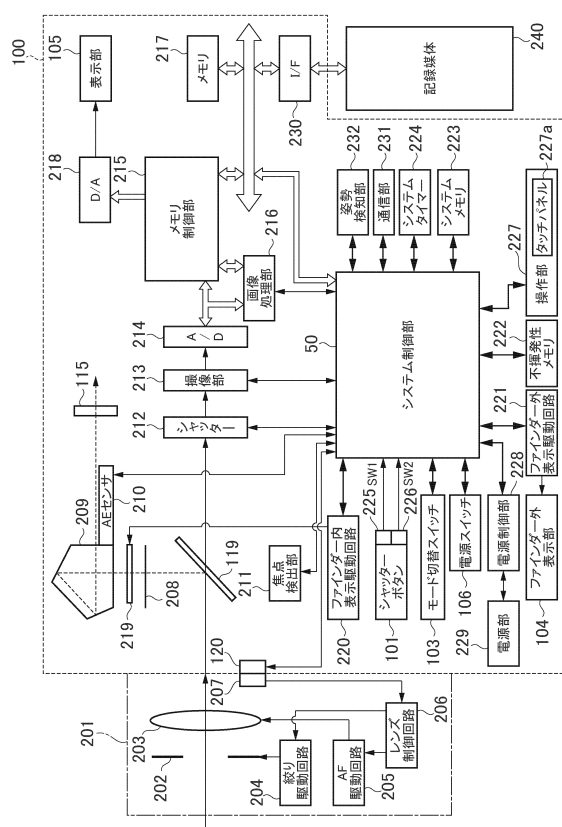 100
105
表示部
217
メモリ
218
D/A
215
メモリ
制御部
I/F
230
記録媒体
240
216
画像
処理部
214
A/D
213
撮像部
212
シャッター
115
209
AEセンサ
210
219
208
119
211
焦点
検出部
50
システム制御部
232
姿勢
検知部
231
通信部
224
システム
タイマー
223
システム
メモリ
227a
タッチパネル
227
操作部
222
不揮発性
メモリ
221
ファインダー外
表示駆動回路
228
電源制御部
ファインダー外
表示部
104
229
電源部
106
電源スイッチ
103
モード切替スイッチ
225
SW1
226
SW2
シャッター
ボタン
101
ファインダー内
表示駆動回路
220
120
207
201
203
202
204
絞り
駆動回路
AF
駆動回路
205
レンズ
制御回路
206